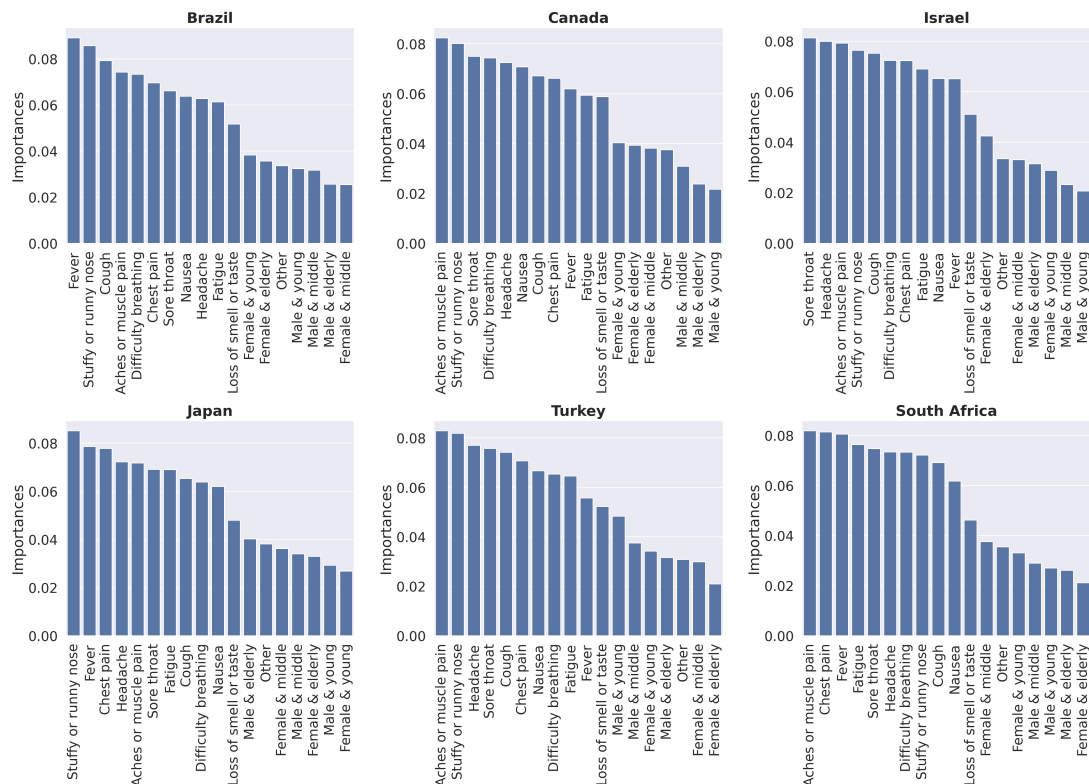 Brazil
Importances
0.08
0.06
0.04
0.02
0.00
Fever
Stuffy or runny nose
Cough
Aches or muscle pain
Difficulty breathing
Chest pain
Sore throat
Nausea
Headache
Fatigue
Loss of smell or taste
Female & young
Female & elderly
Other
Male & young
Male & middle
Male & elderly
Female & middle
Canada
Importances
0.08
0.06
0.04
0.02
0.00
Aches or muscle pain
Stuffy or runny nose
Sore throat
Difficulty breathing
Headache
Nausea
Cough
Chest pain
Fever
Fatigue
Loss of smell or taste
Female & young
Female & elderly
Female & middle
Other
Male & middle
Male & elderly
Male & young
Israel
Importances
0.08
0.06
0.04
0.02
0.00
Sore throat
Headache
Aches or muscle pain
Stuffy or runny nose
Cough
Difficulty breathing
Chest pain
Fatigue
Nausea
Fever
Loss of smell or taste
Female & elderly
Other
Female & middle
Male & elderly
Female & young
Male & middle
Male & young
Japan
Importances
0.08
0.06
0.04
0.02
0.00
Stuffy or runny nose
Fever
Chest pain
Headache
Aches or muscle pain
Sore throat
Fatigue
Cough
Difficulty breathing
Nausea
Loss of smell or taste
Male & elderly
Other
Female & middle
Male & middle
Female & elderly
Male & young
Female & young
Turkey
Importances
0.08
0.06
0.04
0.02
0.00
Aches or muscle pain
Stuffy or runny nose
Headache
Sore throat
Cough
Chest pain
Nausea
Difficulty breathing
Fatigue
Fever
Loss of smell or taste
Male & young
Male & middle
Female & young
Male & elderly
Other
Female & middle
Female & elderly
South Africa
Importances
0.08
0.06
0.04
0.02
0.00
Aches or muscle pain
Chest pain
Fever
Fatigue
Sore throat
Headache
Difficulty breathing
Stuffy or runny nose
Cough
Nausea
Loss of smell or taste
Female & middle
Other
Female & young
Male & middle
Male & young
Male & elderly
Female & elderly